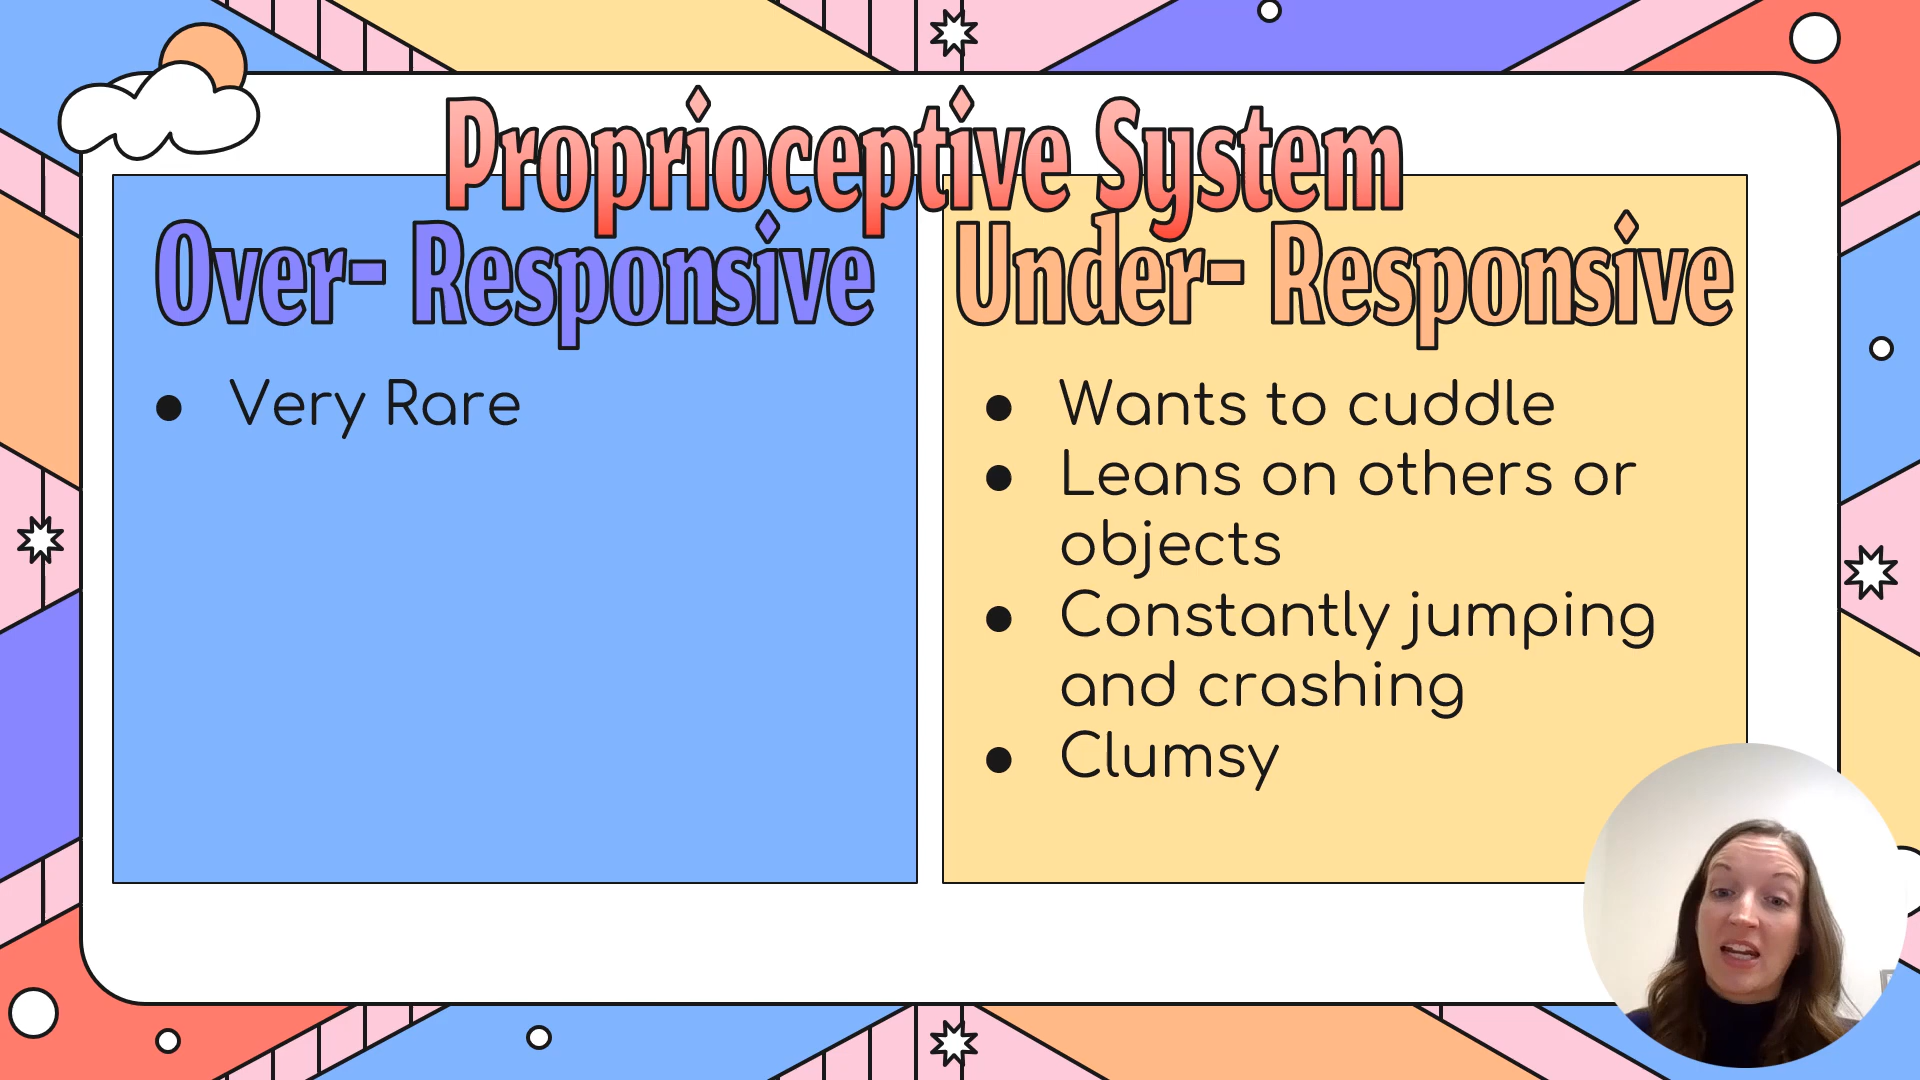 Proprioceptive System
Over- Responsive
● Very Rare
Under- Responsive
● Wants to cuddle
● Leans on others or
objects
● Constantly jumping
and crashing
● Clumsy